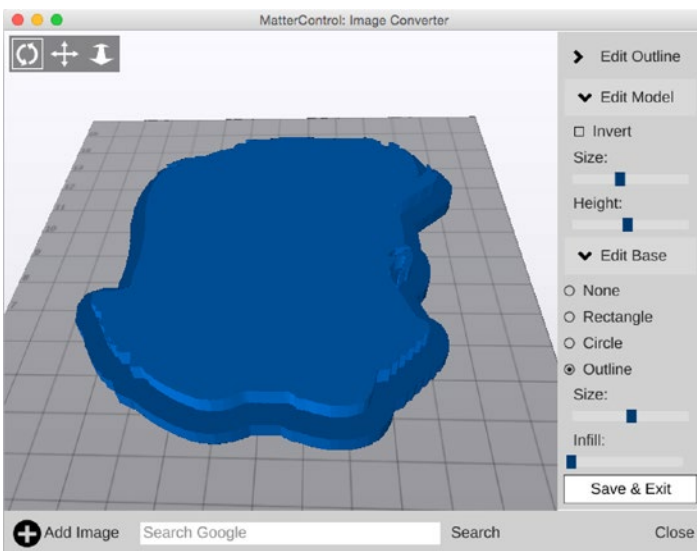 MatterControl: Image Converter
Edit Outline
Edit Model
Invert
Size:
Height:
Edit Base
None
Rectangle
Circle
Outline
Size:
Infill:
Save & Exit
Add Image Search Google Search Close